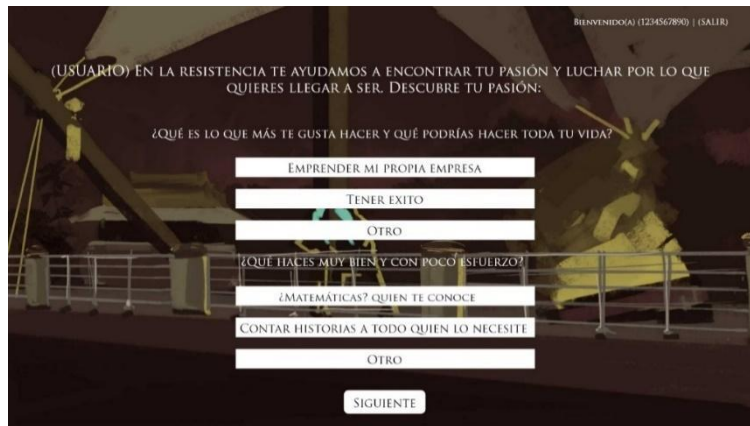 Bienvenido(a) (1234567890) | (SALIR)
(USUARIO) En la resistencia te ayudamos a encontrar tu pasión y luchar por lo que
quieres llegar a ser. Descubre tu pasión:
¿Qué es lo que más te gusta hacer y qué podrías hacer toda tu vida?
Emprender mi propia empresa
Tener exito
Otro
¿Qué haces muy bien y con poco esfuerzo?
¿Matemáticas? quien te conoce
Contar historias a todo quien lo necesite
Otro
Siguiente